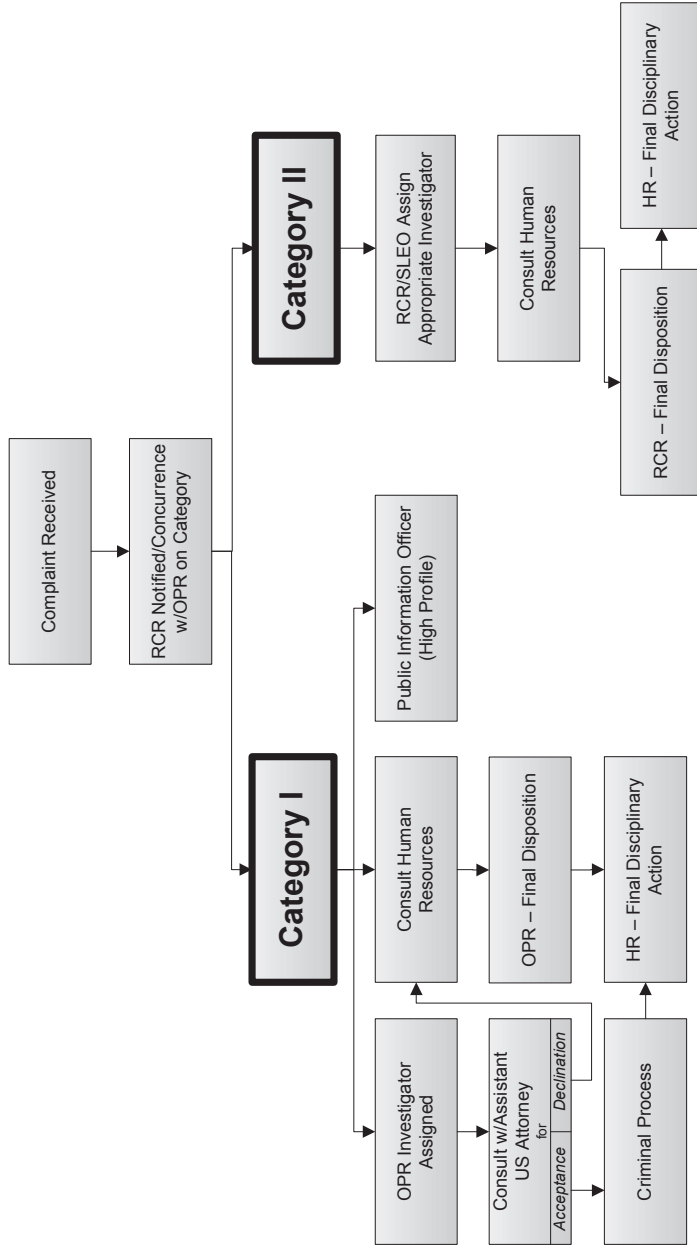 Complaint Received
RCR Notified/Concurrence
w/OPR on Category
Category I
Category II
OPR Investigator
Assigned
Consult Human
Resources
Public Information Officer
(High Profile)
RCR/SLEO Assign
Appropriate Investigator
Consult w/Assistant
US Attorney
for
Acceptance
Declination
OPR – Final Disposition
Consult Human
Resources
Criminal Process
HR – Final Disciplinary
Action
RCR – Final Disposition
HR – Final Disciplinary
Action